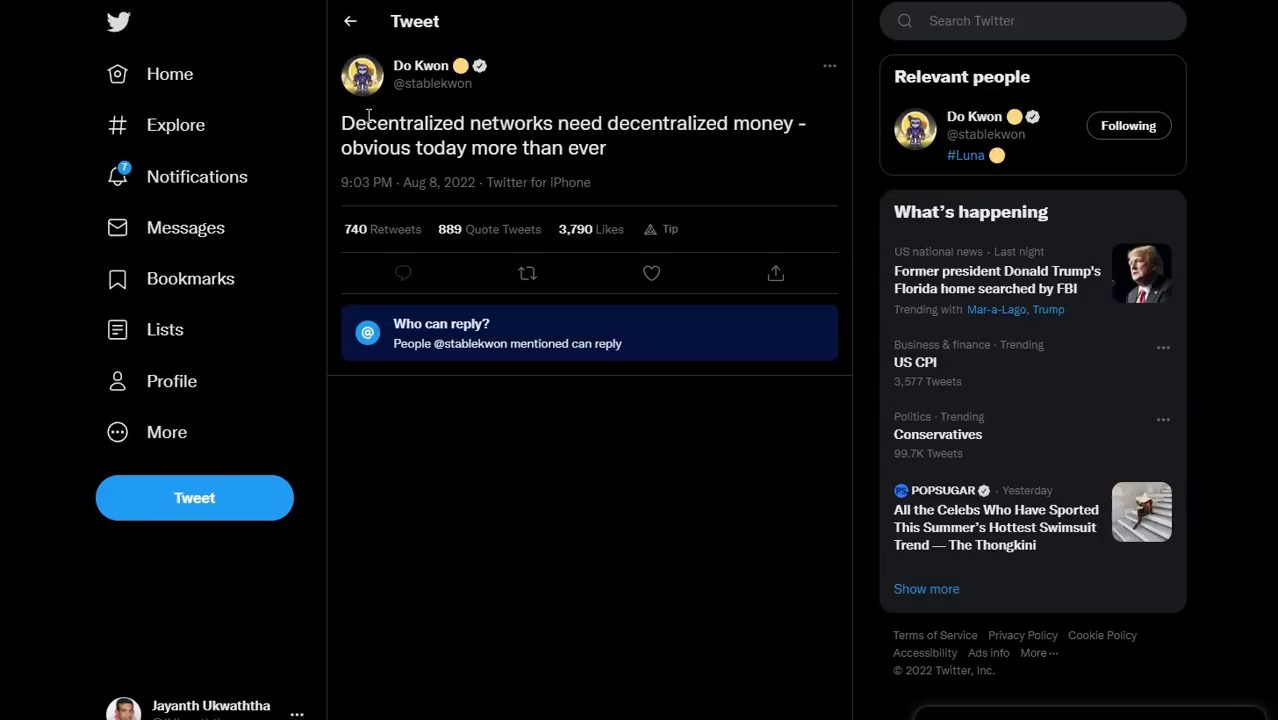 Home
Explore
7
Notifications
Messages
Bookmarks
Lists
Profile
More
Tweet
Jayanth Ukwaththa
Tweet
Do Kwon
@stablekwon
Decentralized networks need decentralized money -
obvious today more than ever
9:03 PM · Aug 8, 2022 · Twitter for iPhone
740 Retweets 889 Quote Tweets 3,790 Likes Tip
Who can reply?
People @stablekwon mentioned can reply
Search Twitter
Relevant people
Do Kwon
@stablekwon
Following
#Luna
What's happening
US national news · Last night
Former president Donald Trump's
Florida home searched by FBI
Trending with Mar-a-Lago, Trump
Business & finance · Trending
US CPI
3,577 Tweets
Politics · Trending
Conservatives
99.7K Tweets
POPSUGAR · Yesterday
All the Celebs Who Have Sported
This Summer's Hottest Swimsuit
Trend — The Thongkini
Show more
Terms of Service Privacy Policy Cookie Policy
Accessibility Ads info More ···
© 2022 Twitter, Inc.